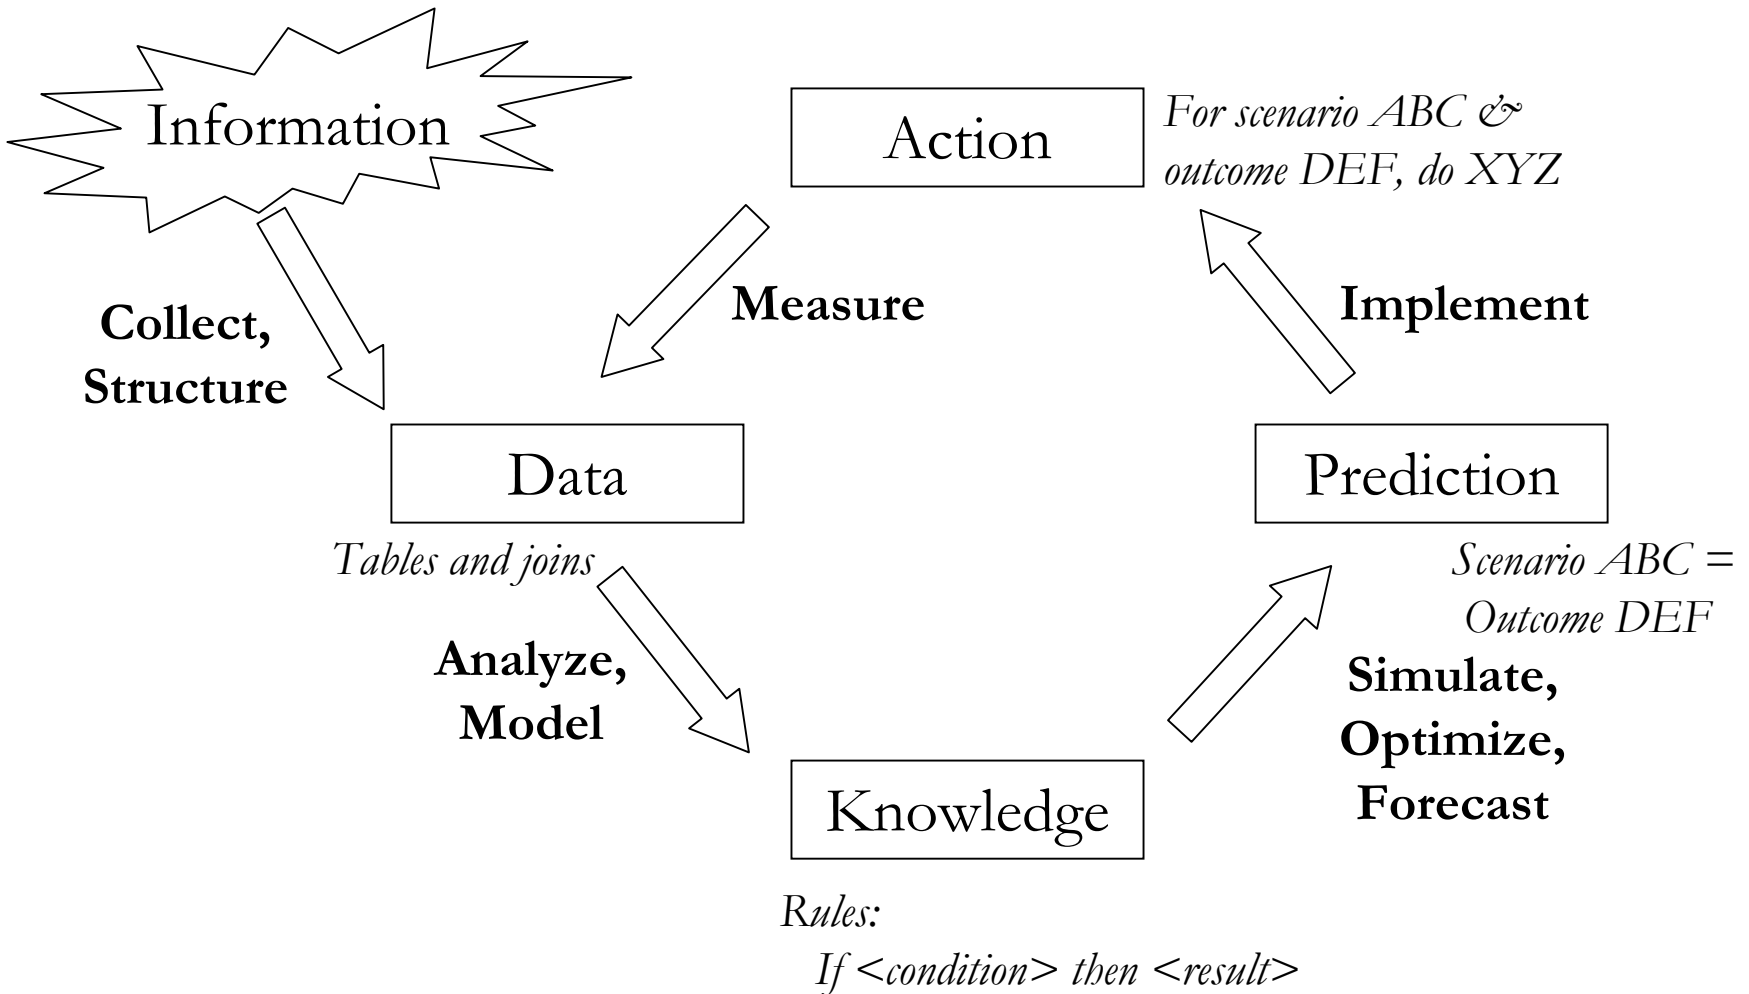 Information
Action
For scenario ABC &
outcome DEF, do XYZ
Collect,
Structure
Measure
Implement
Data
Prediction
Tables and joins
Scenario ABC =
Outcome DEF
Analyze,
Model
Simulate,
Optimize,
Forecast
Knowledge
Rules:
If <condition> then <result>